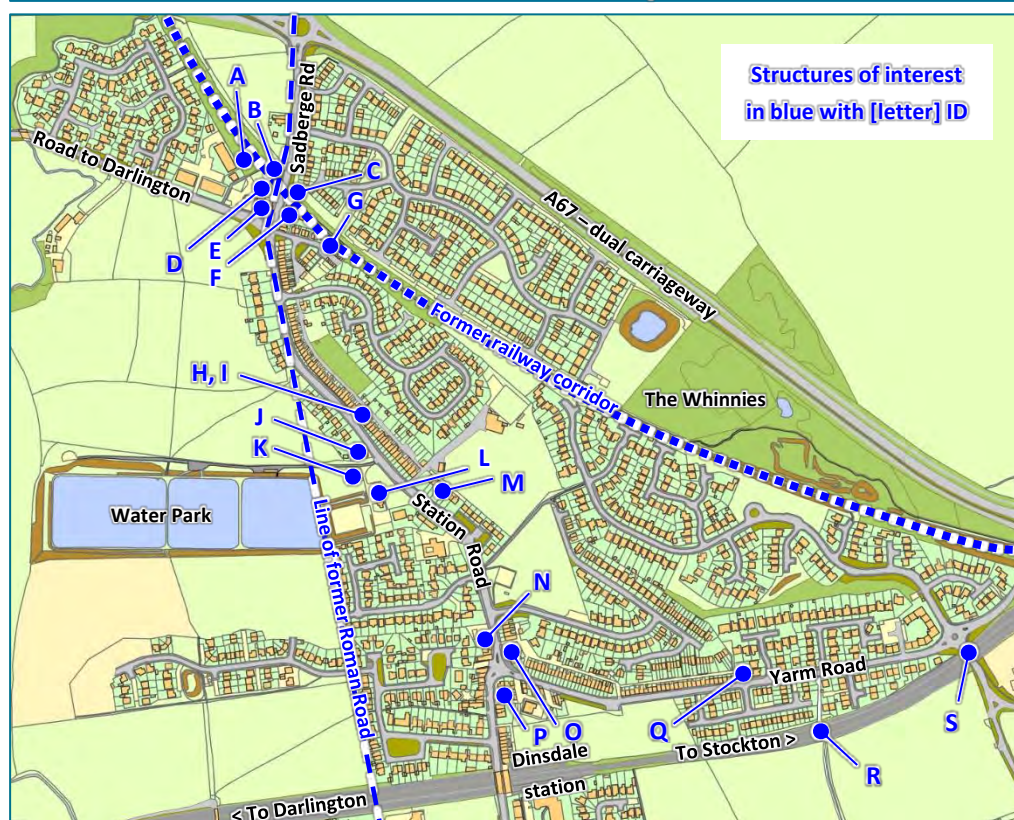 Structures of interest
in blue with [letter] ID
A
B
Sadberge Rd
Road to Darlington
C
G
D
E
F
A67 – dual carriageway
Former railway corridor
The Whinnies
H, I
J
K
L
M
Water Park
Station Road
Line of former Roman Road
N
Yarm Road
O
P
Q
R
S
Dinsdale
station
To Stockton >
< To Darlington